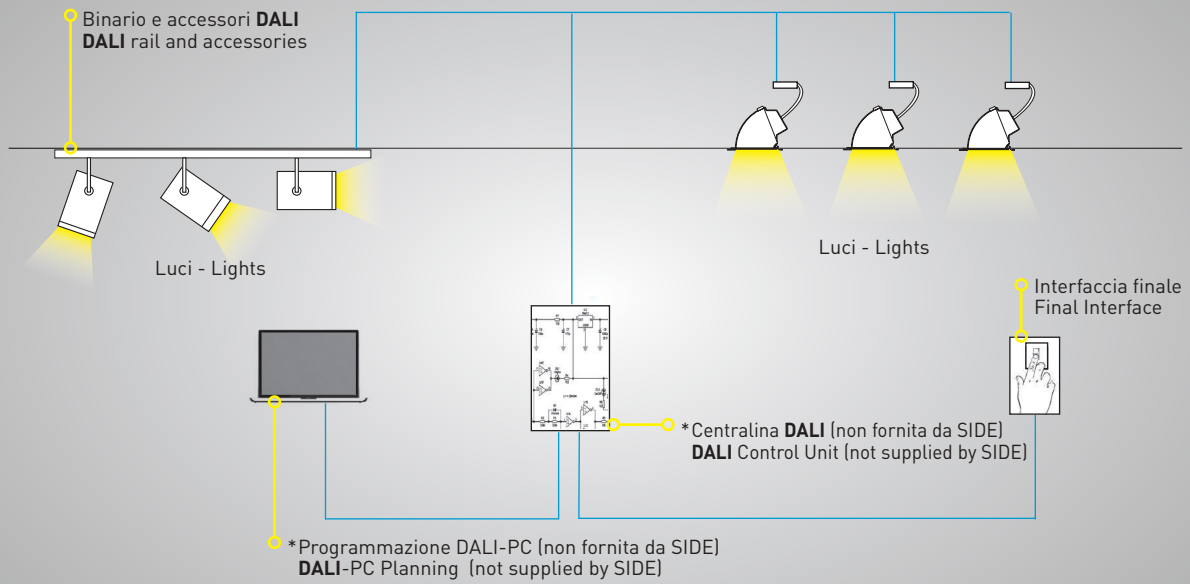 Binario e accessori DALI
DALI rail and accessories
Luci - Lights
Luci - Lights
Interfaccia finale
Final Interface
*Centralina DALI (non fornita da SIDE)
DALI Control Unit (not supplied by SIDE)
*Programmazione DALI-PC (non fornita da SIDE)
DALI-PC Planning (not supplied by SIDE)